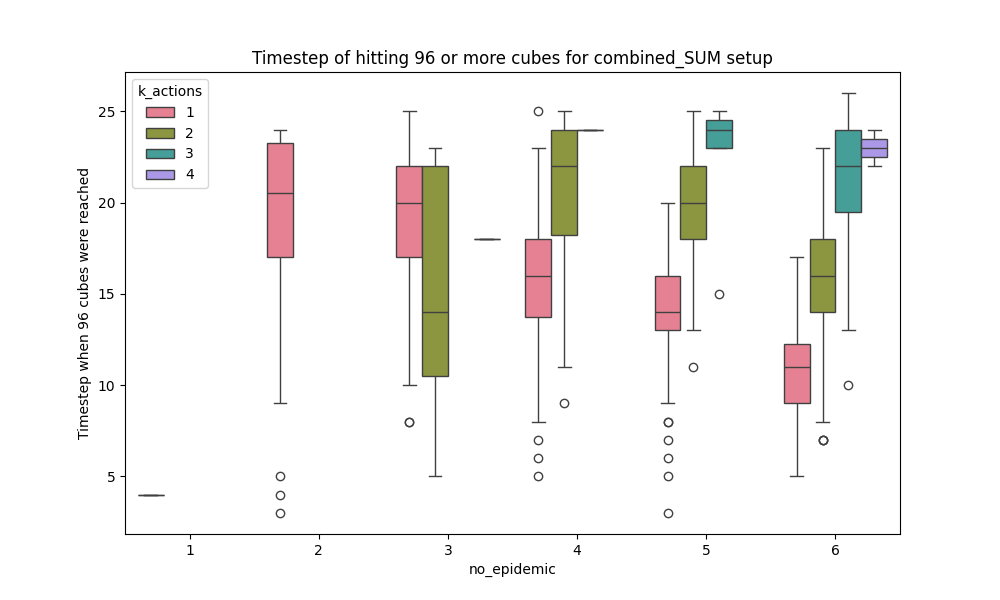 Timestep of hitting 96 or more cubes for combined_SUM setup
k_actions
1
2
3
4
25
20
15
10
5
Timestep when 96 cubes were reached
1 2 3 4 5 6
no_epidemic